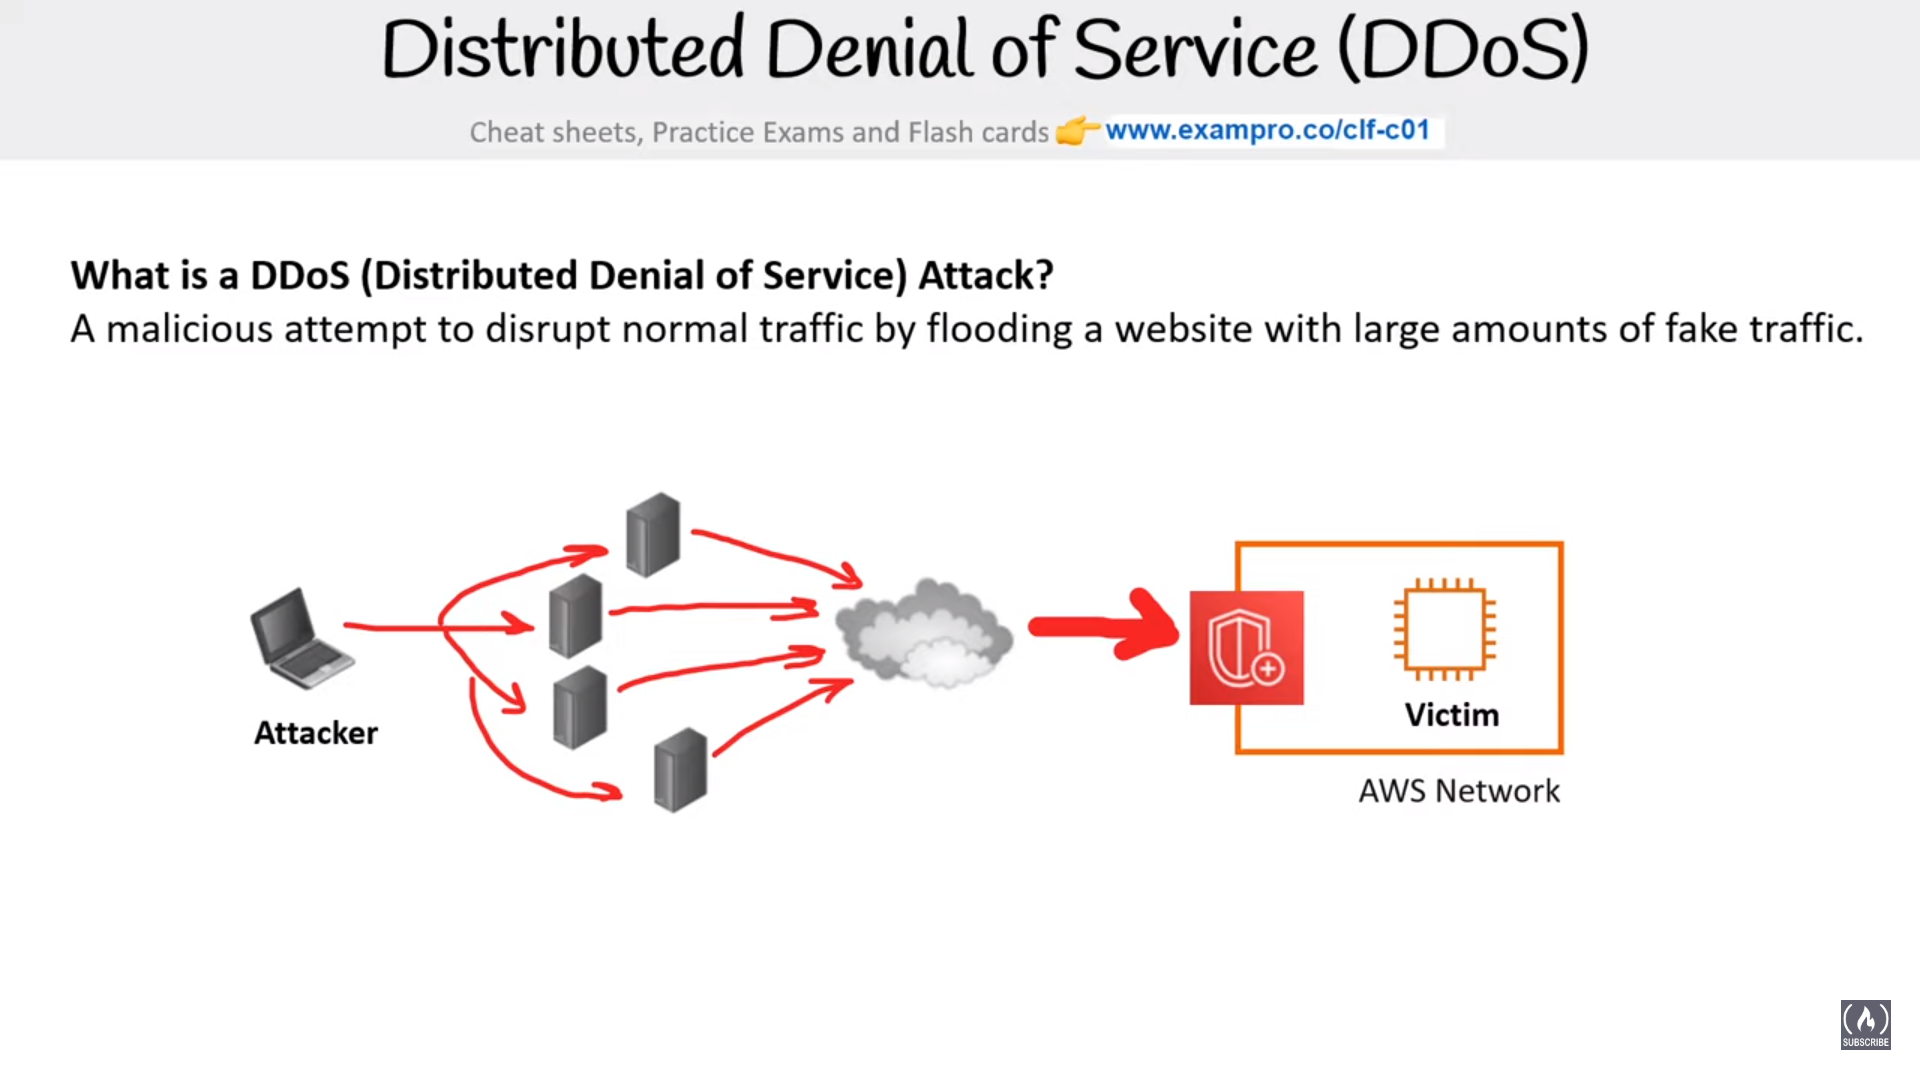 Distributed Denial of Service (DDoS)
Cheat sheets, Practice Exams and Flash cards 👉 www.exampro.co/clf-c01
What is a DDoS (Distributed Denial of Service) Attack?
A malicious attempt to disrupt normal traffic by flooding a website with large amounts of fake traffic.
Attacker
Victim
AWS Network
SUBSCRIBE